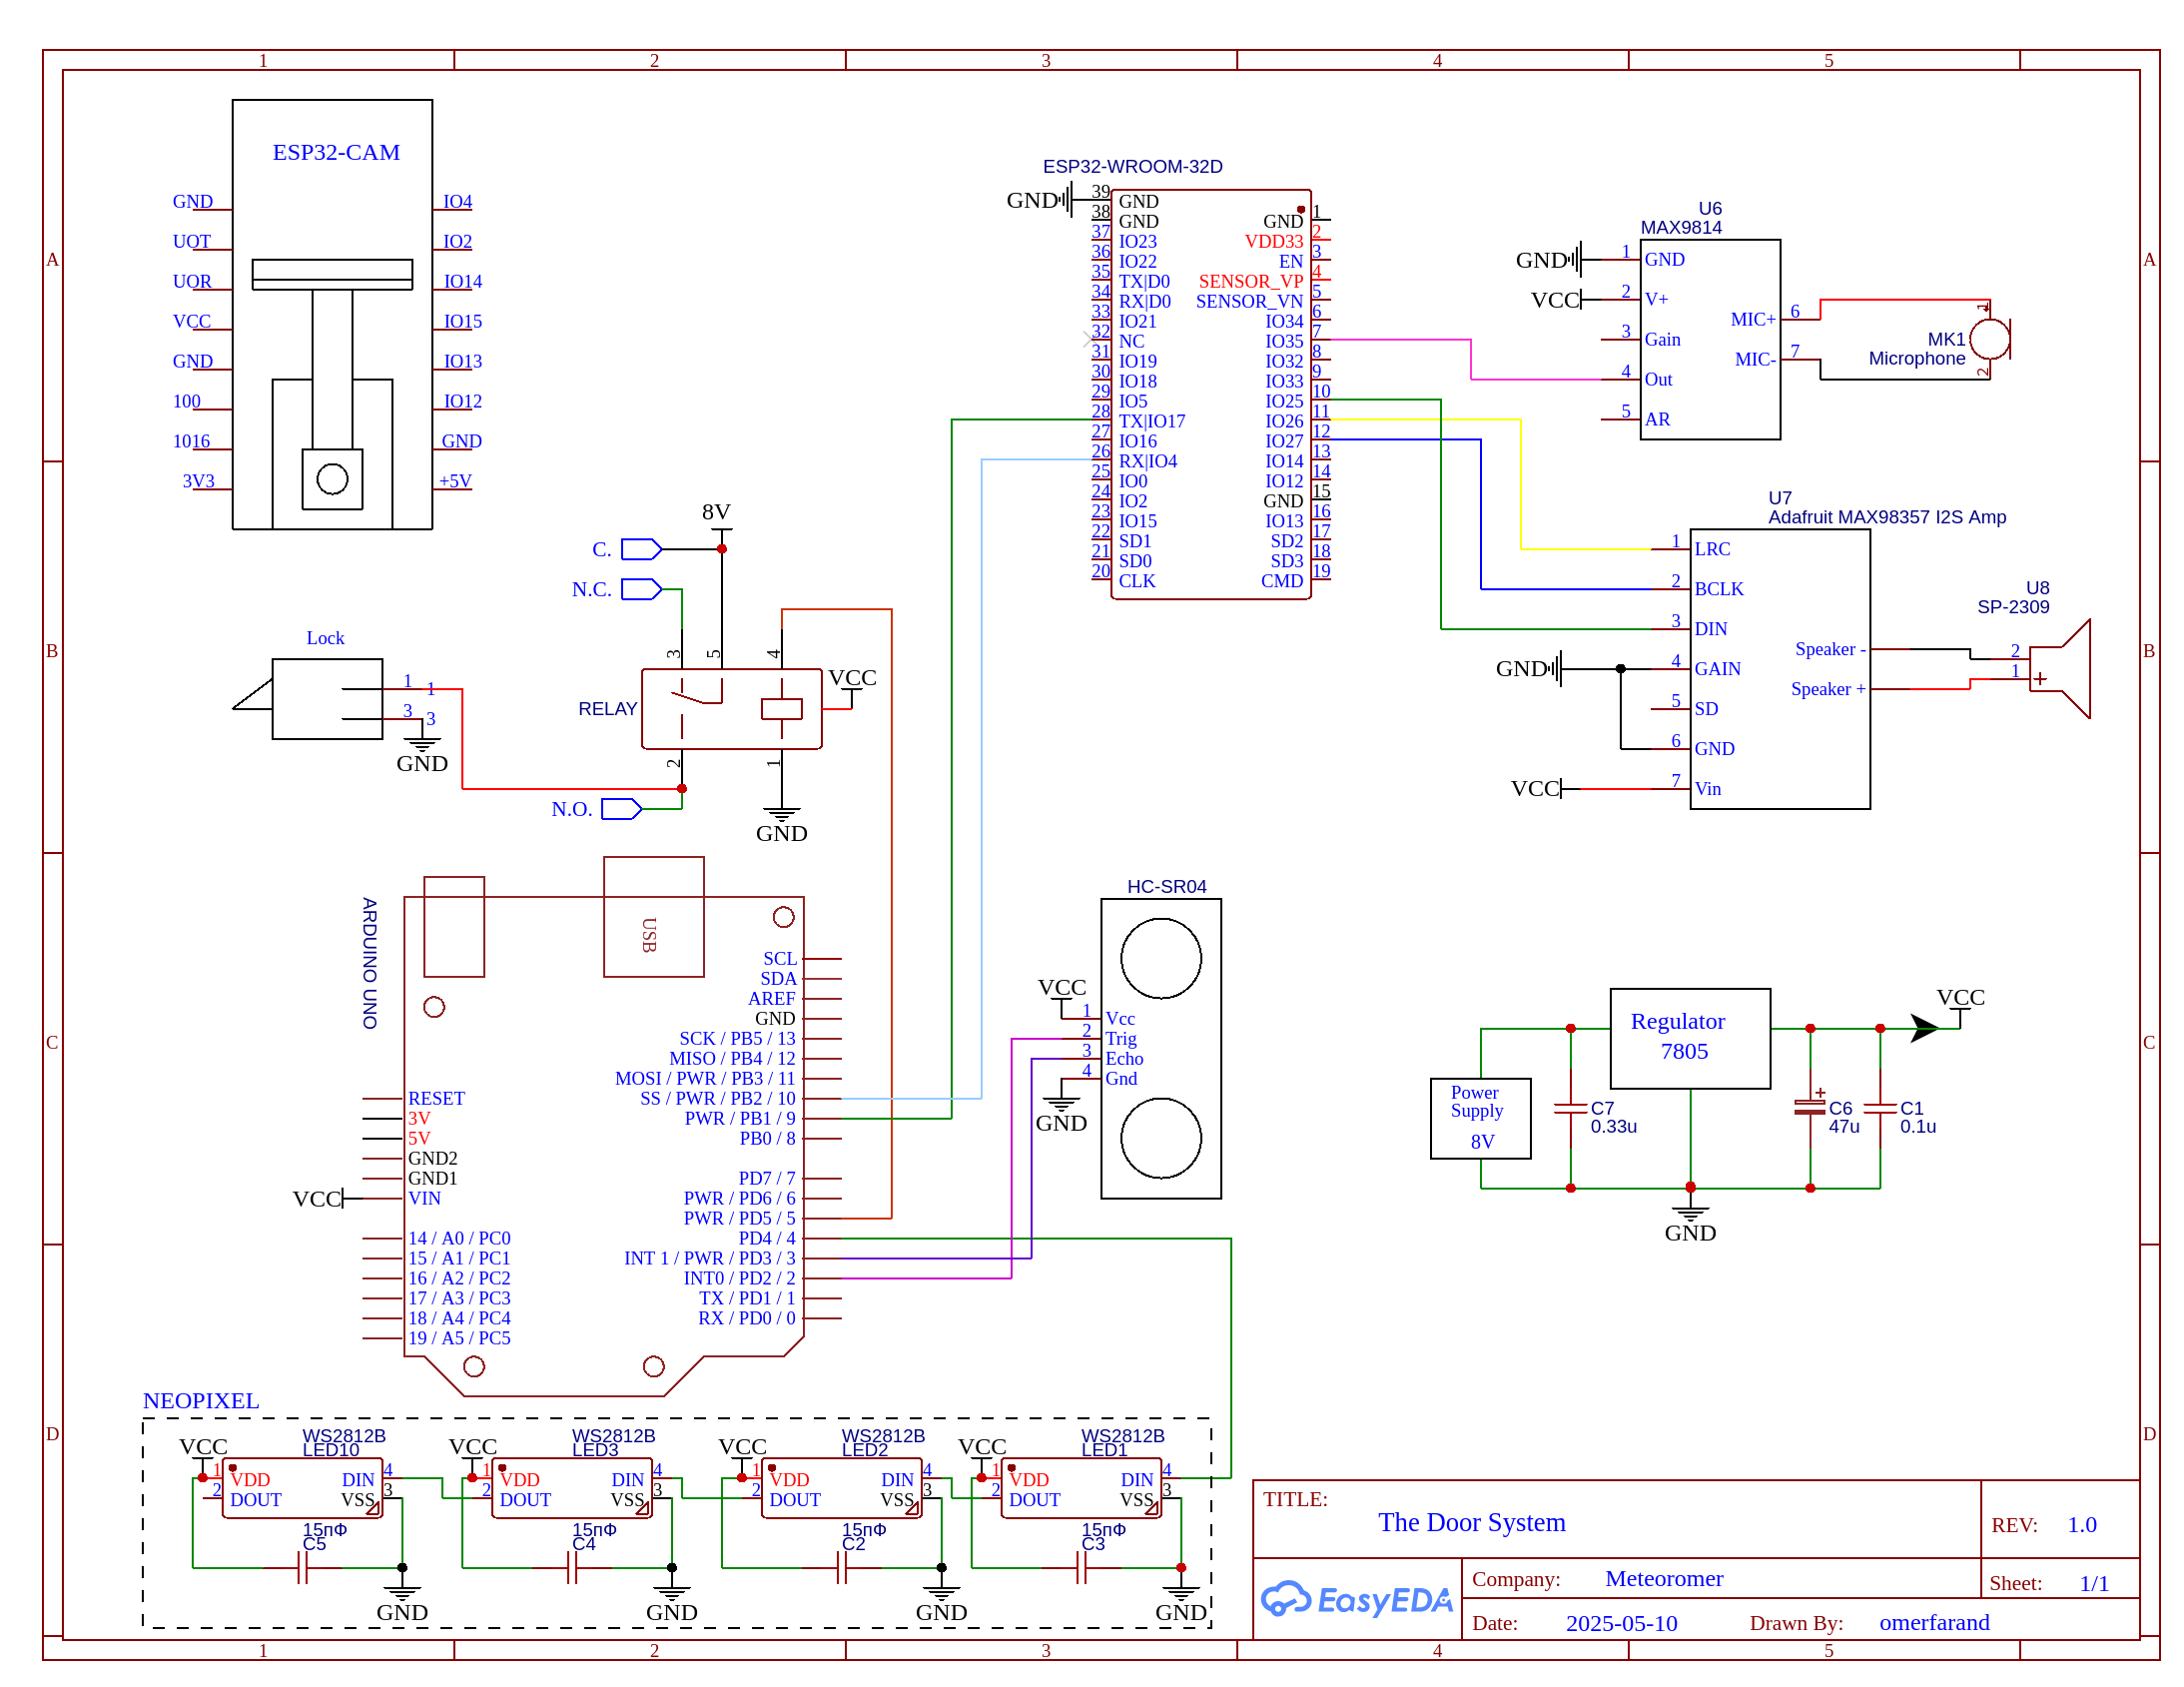 1 2 3 4 5
A
B
C
D
A
B
C
D
1 2 3 4 5
ESP32-CAM
GND
UOT
UOR
VCC
GND
100
1016
3V3
IO4
IO2
IO14
IO15
IO13
IO12
GND
+5V
ESP32-WROOM-32D
GND
39 GND
38 GND
37 IO23
36 IO22
35 TX|D0
34 RX|D0
33 IO21
32 NC
31 IO19
30 IO18
29 IO5
28 TX|IO17
27 IO16
26 RX|IO4
25 IO0
24 IO2
23 IO15
22 SD1
21 SD0
20 CLK
GND 1
VDD33 2
EN 3
SENSOR_VP 4
SENSOR_VN 5
IO34 6
IO35 7
IO32 8
IO33 9
IO25 10
IO26 11
IO27 12
IO14 13
IO12 14
GND 15
IO13 16
SD2 17
SD3 18
CMD 19
U6
MAX9814
GND 1 GND
VCC 2 V+
3 Gain
4 Out
5 AR
MIC+ 6
MIC- 7
1
MK1
Microphone
2
U7
Adafruit MAX98357 I2S Amp
1 LRC
2 BCLK
3 DIN
GND 4 GAIN
5 SD
6 GND
VCC 7 Vin
Speaker -
Speaker +
U8
SP-2309
2
1
8V
C.
N.C.
3 5 4
RELAY
VCC
2 1
N.O.
GND
Lock
1 1
3 3
GND
ARDUINO UNO
USB
SCL
SDA
AREF
GND
SCK / PB5 / 13
MISO / PB4 / 12
MOSI / PWR / PB3 / 11
SS / PWR / PB2 / 10
PWR / PB1 / 9
PB0 / 8
PD7 / 7
PWR / PD6 / 6
PWR / PD5 / 5
PD4 / 4
INT 1 / PWR / PD3 / 3
INT0 / PD2 / 2
TX / PD1 / 1
RX / PD0 / 0
RESET
3V
5V
GND2
GND1
VCC VIN
14 / A0 / PC0
15 / A1 / PC1
16 / A2 / PC2
17 / A3 / PC3
18 / A4 / PC4
19 / A5 / PC5
HC-SR04
VCC
1 Vcc
2 Trig
3 Echo
4 Gnd
GND
Regulator
7805
VCC
Power
Supply
8V
C7
0.33u
C6
47u
C1
0.1u
GND
NEOPIXEL
VCC
WS2812B
LED10
1 VDD DIN 4
2 DOUT VSS 3
15пФ
C5
GND
VCC
WS2812B
LED3
1 VDD DIN 4
2 DOUT VSS 3
15пФ
C4
GND
VCC
WS2812B
LED2
1 VDD DIN 4
2 DOUT VSS 3
15пФ
C2
GND
VCC
WS2812B
LED1
1 VDD DIN 4
2 DOUT VSS 3
15пФ
C3
GND
TITLE:
The Door System
REV: 1.0
EasyEDA
Company: Meteoromer
Sheet: 1/1
Date: 2025-05-10
Drawn By: omerfarand